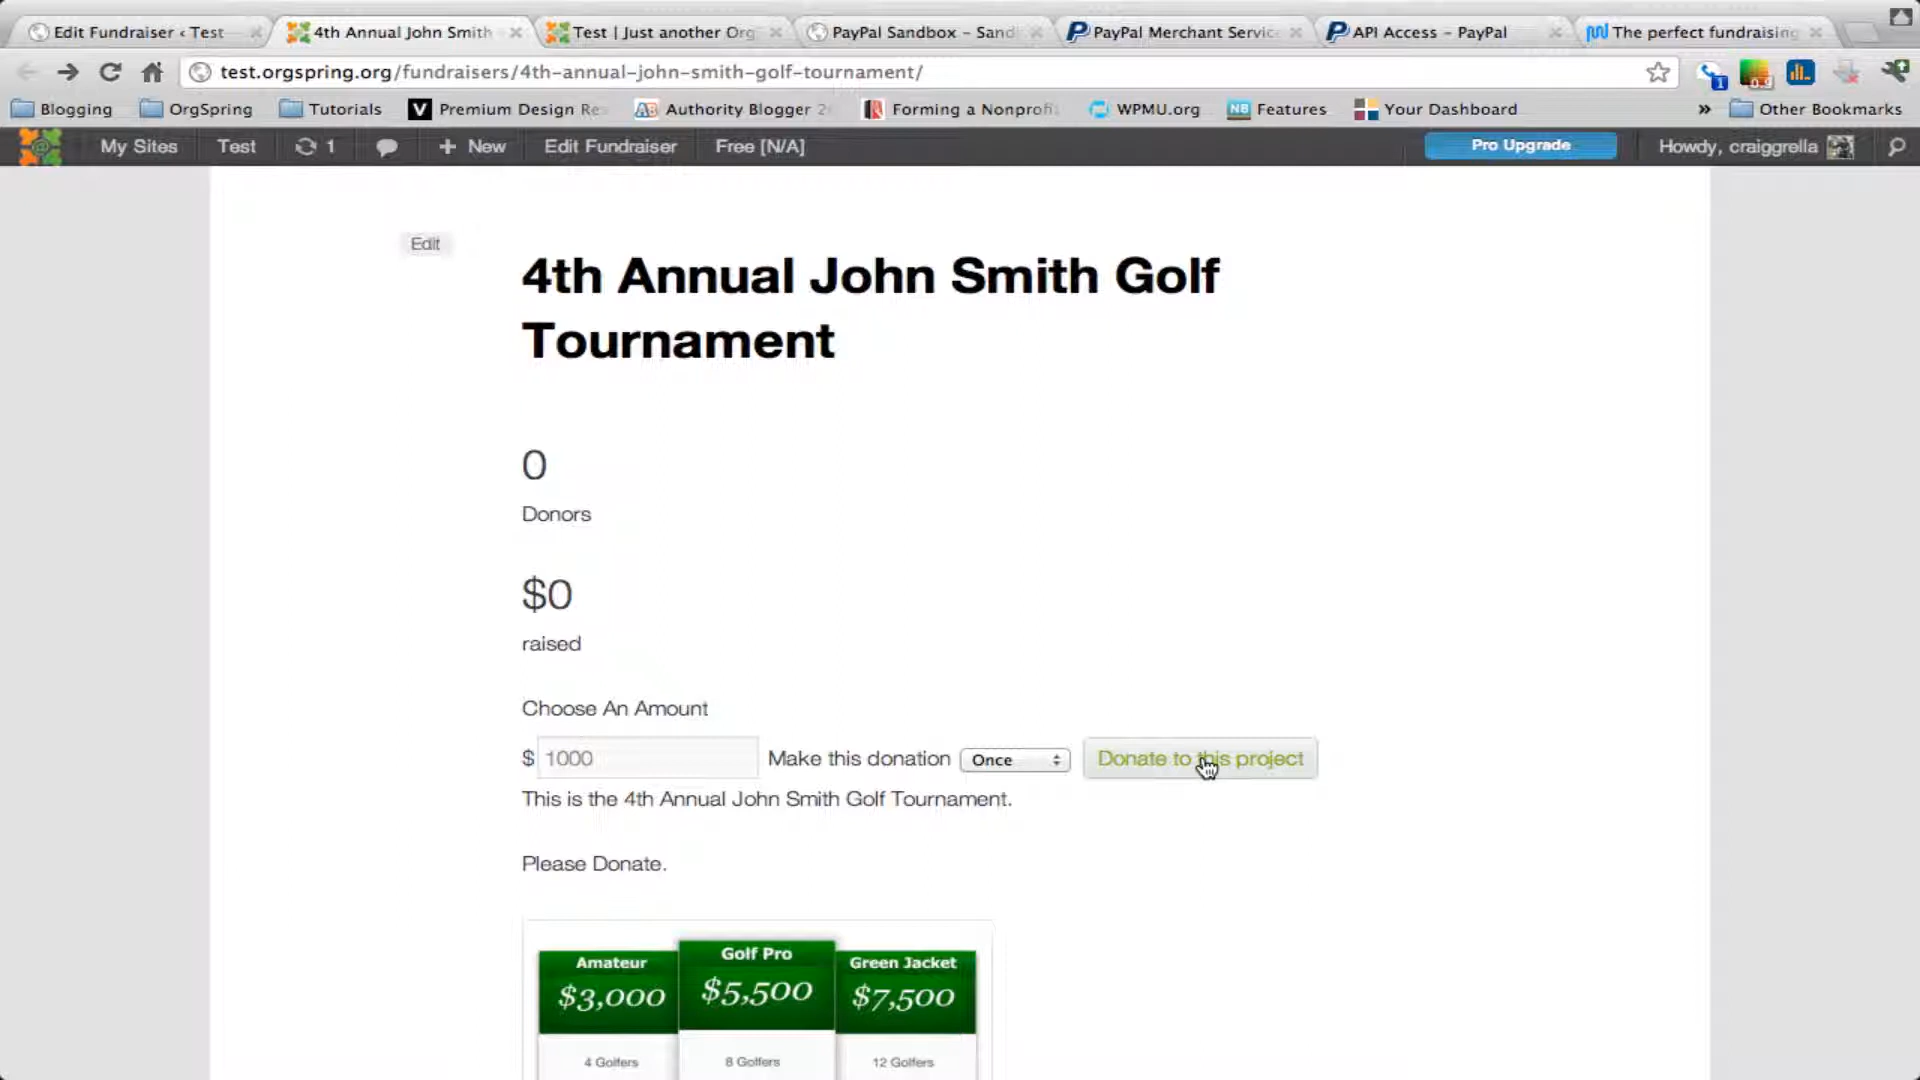 Edit Fundraiser ‹ Test
4th Annual John Smith
Test | Just another Org
PayPal Sandbox – Sand
PayPal Merchant Servic
API Access – PayPal
The perfect fundraising
test.orgspring.org/fundraisers/4th-annual-john-smith-golf-tournament/
Blogging
OrgSpring
Tutorials
Premium Design Re
Authority Blogger 2
Forming a Nonprofi
WPMU.org
Features
Your Dashboard
»
Other Bookmarks
My Sites
Test
1
+ New
Edit Fundraiser
Free [N/A]
Pro Upgrade
Howdy, craiggrella
Edit
4th Annual John Smith Golf
Tournament
0
Donors
$0
raised
Choose An Amount
$ 1000 Make this donation Once Donate to this project
This is the 4th Annual John Smith Golf Tournament.
Please Donate.
Amateur
$3,000
4 Golfers
Golf Pro
$5,500
8 Golfers
Green Jacket
$7,500
12 Golfers